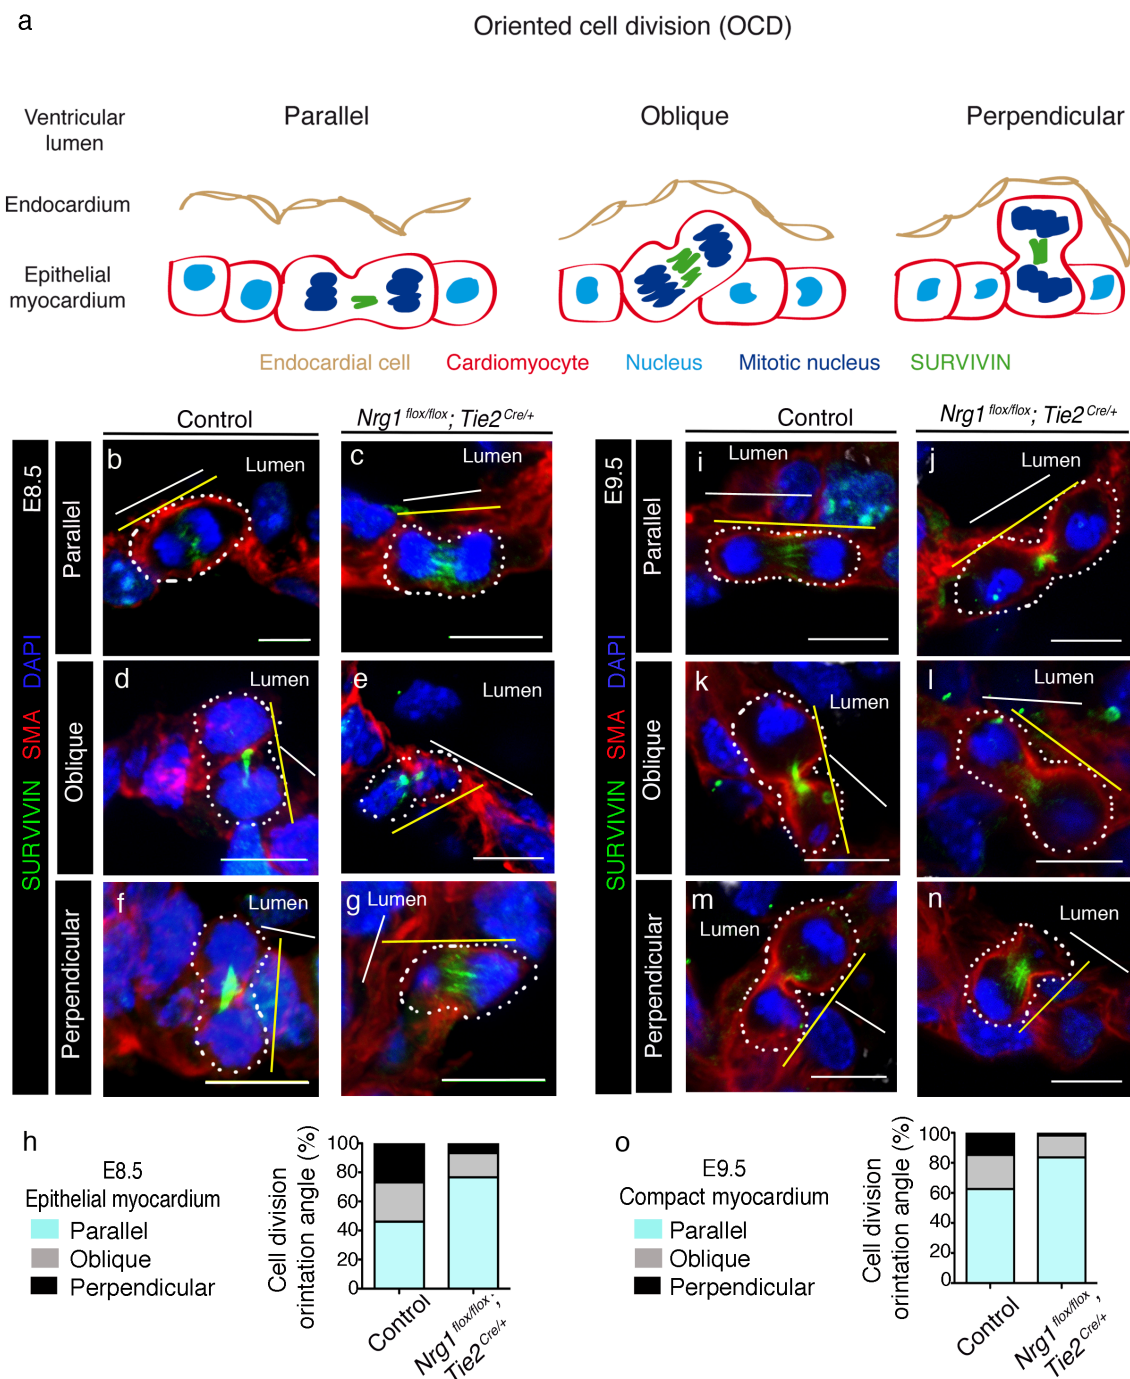 a
Oriented cell division (OCD)
Ventricular
lumen
Parallel
Oblique
Perpendicular
Endocardium
Epithelial
myocardium
Endocardial cell
Cardiomyocyte
Nucleus
Mitotic nucleus
SURVIVIN
Control
Nrg1 flox/flox; Tie2 Cre/+
Control
Nrg1 flox/flox; Tie2 Cre/+
E8.5
SURVIVIN SMA DAPI
Parallel
b
Lumen
c
Lumen
E9.5
SURVIVIN SMA DAPI
Parallel
i
Lumen
j
Lumen
Oblique
d
Lumen
e
Lumen
Oblique
k
Lumen
l
Lumen
Perpendicular
f
Lumen
g
Lumen
Perpendicular
m
Lumen
n
Lumen
h
E8.5
Epithelial myocardium
Parallel
Oblique
Perpendicular
Cell division
orintation angle (%)
100
80
60
40
20
0
Control
Nrg1 flox/flox;
Tie2 Cre/+
o
E9.5
Compact myocardium
Parallel
Oblique
Perpendicular
Cell division
orintation angle (%)
100
80
60
40
20
0
Control
Nrg1 flox/flox;
Tie2 Cre/+